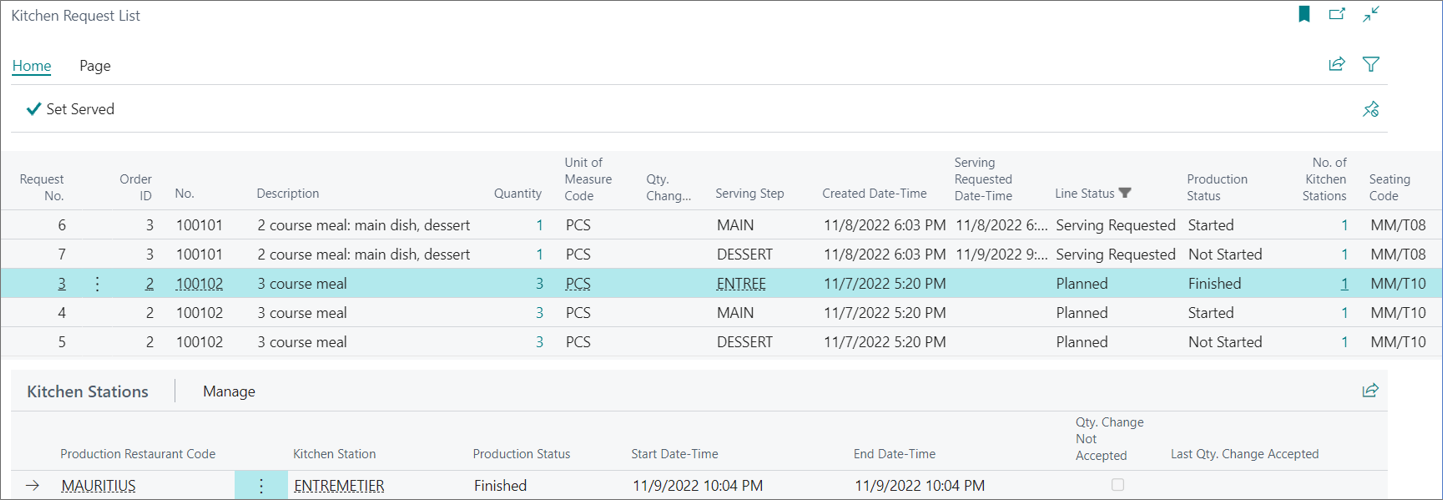 Kitchen Request List
Home Page
Set Served
Request No. Order ID No. Description Quantity Unit of Measure Code Qty. Chang... Serving Step Created Date-Time Serving Requested Date-Time Line Status Production Status No. of Kitchen Stations Seating Code
6 3 100101 2 course meal: main dish, dessert 1 PCS MAIN 11/8/2022 6:03 PM 11/8/2022 6:... Serving Requested Started 1 MM/T08
7 3 100101 2 course meal: main dish, dessert 1 PCS DESSERT 11/8/2022 6:03 PM 11/9/2022 9:... Serving Requested Not Started 1 MM/T08
3 2 100102 3 course meal 3 PCS ENTREE 11/7/2022 5:20 PM Planned Finished 1 MM/T10
4 2 100102 3 course meal 3 PCS MAIN 11/7/2022 5:20 PM Planned Started 1 MM/T10
5 2 100102 3 course meal 3 PCS DESSERT 11/7/2022 5:20 PM Planned Not Started 1 MM/T10
Kitchen Stations Manage
Production Restaurant Code Kitchen Station Production Status Start Date-Time End Date-Time Qty. Change Not Accepted Last Qty. Change Accepted
MAURITIUS ENTREMETIER Finished 11/9/2022 10:04 PM 11/9/2022 10:04 PM